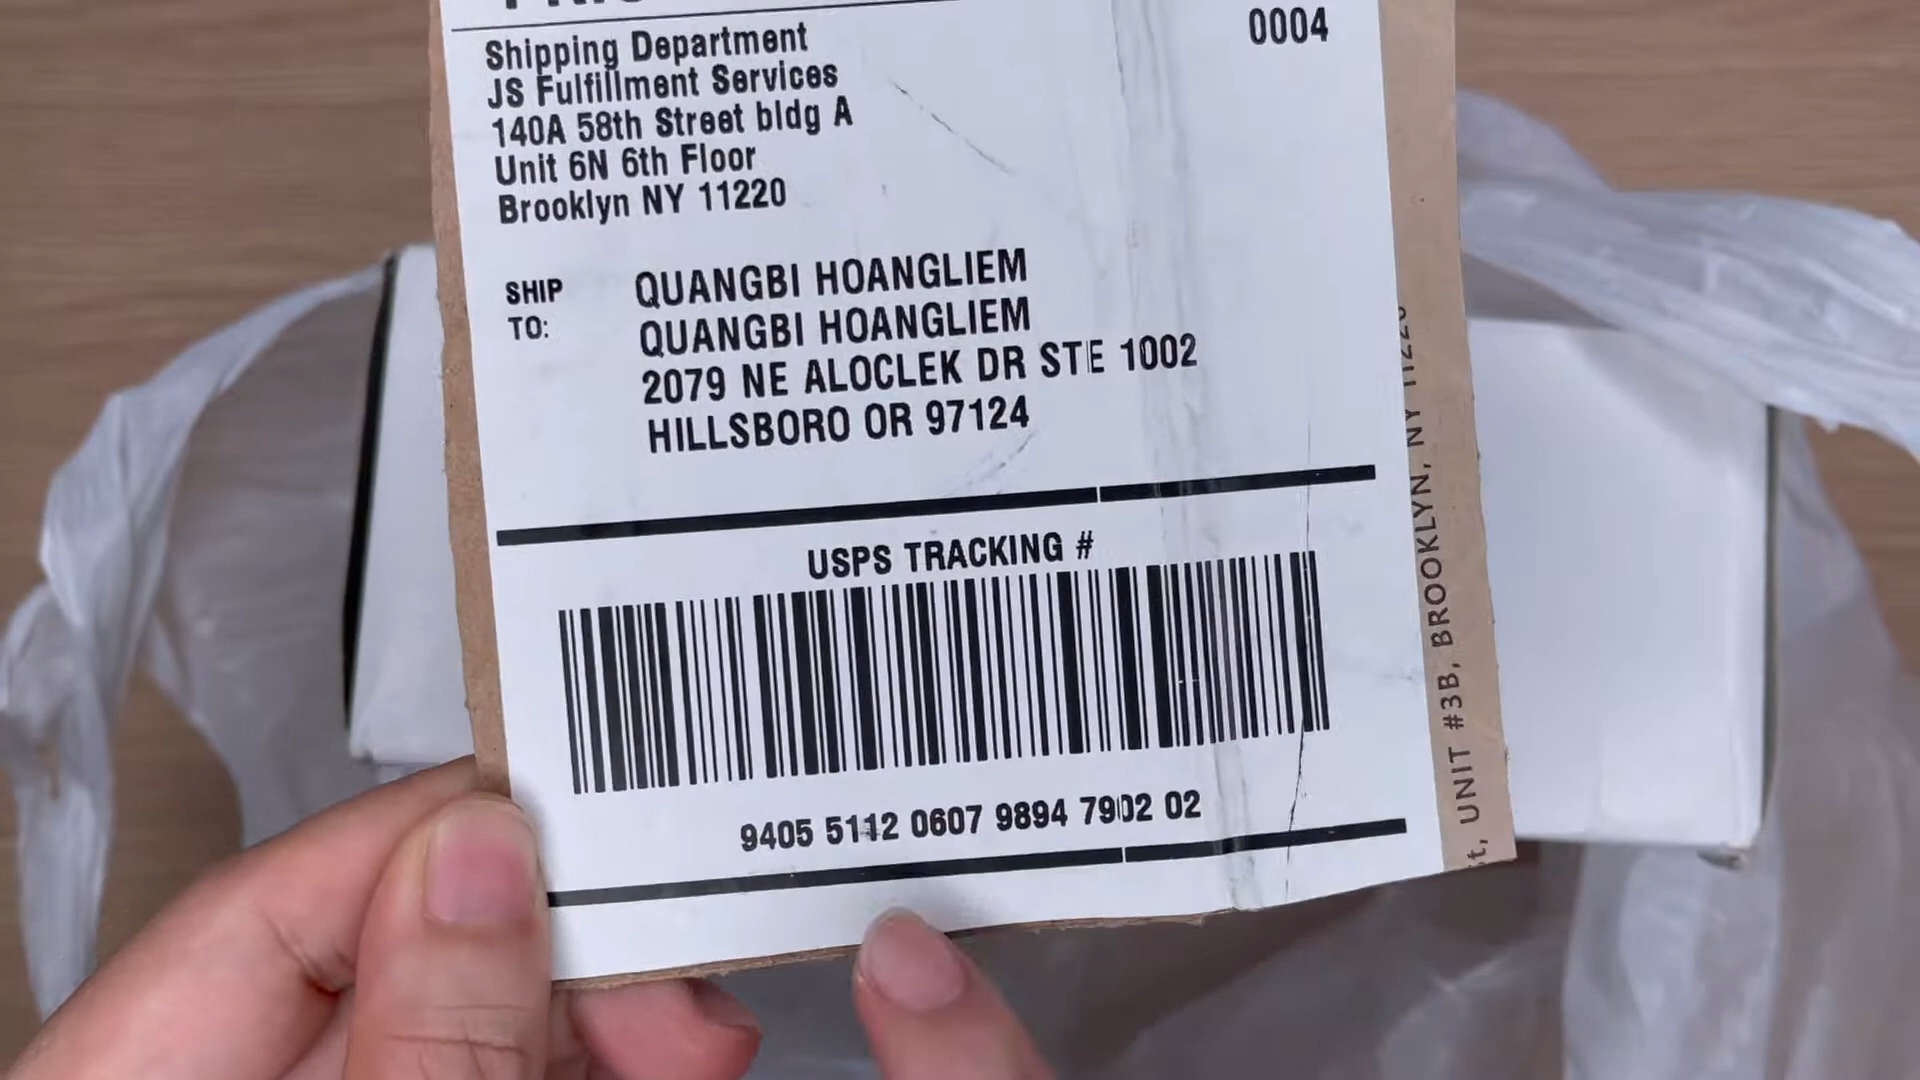 0004
Shipping Department
JS Fulfillment Services
140A 58th Street bldg A
Unit 6N 6th Floor
Brooklyn NY 11220
SHIP TO:
QUANGBI HOANGLIEM
QUANGBI HOANGLIEM
2079 NE ALOCLEK DR STE 1002
HILLSBORO OR 97124
USPS TRACKING #
9405 5112 0607 9894 7902 02
UNIT #3B, BROOKLYN, NY 11220